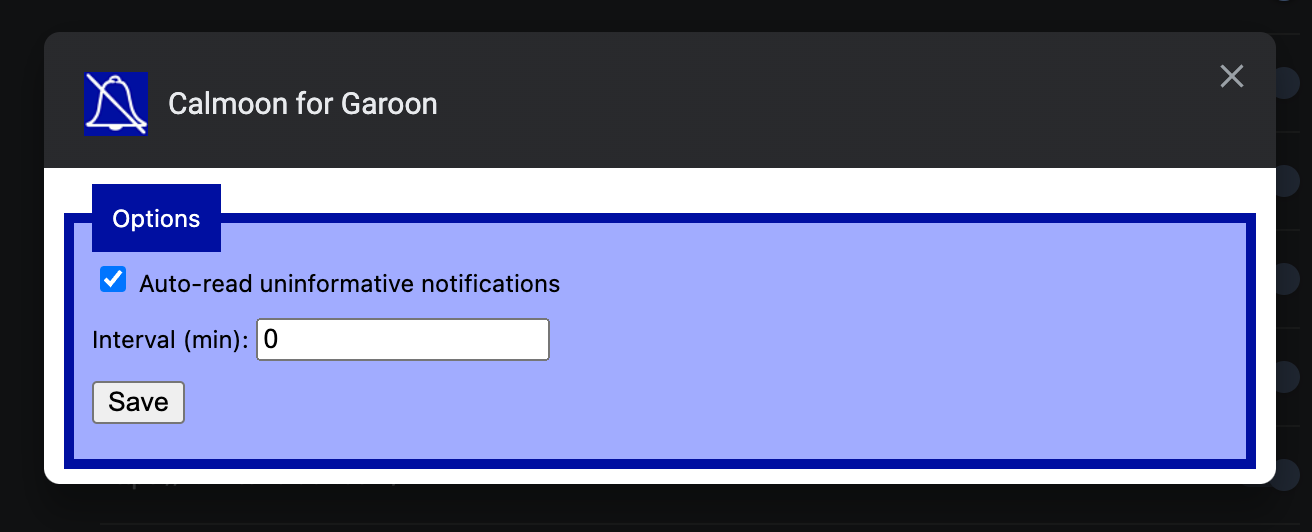 Calmoon for Garoon
Options
Auto-read uninformative notifications
Interval (min): 0
Save